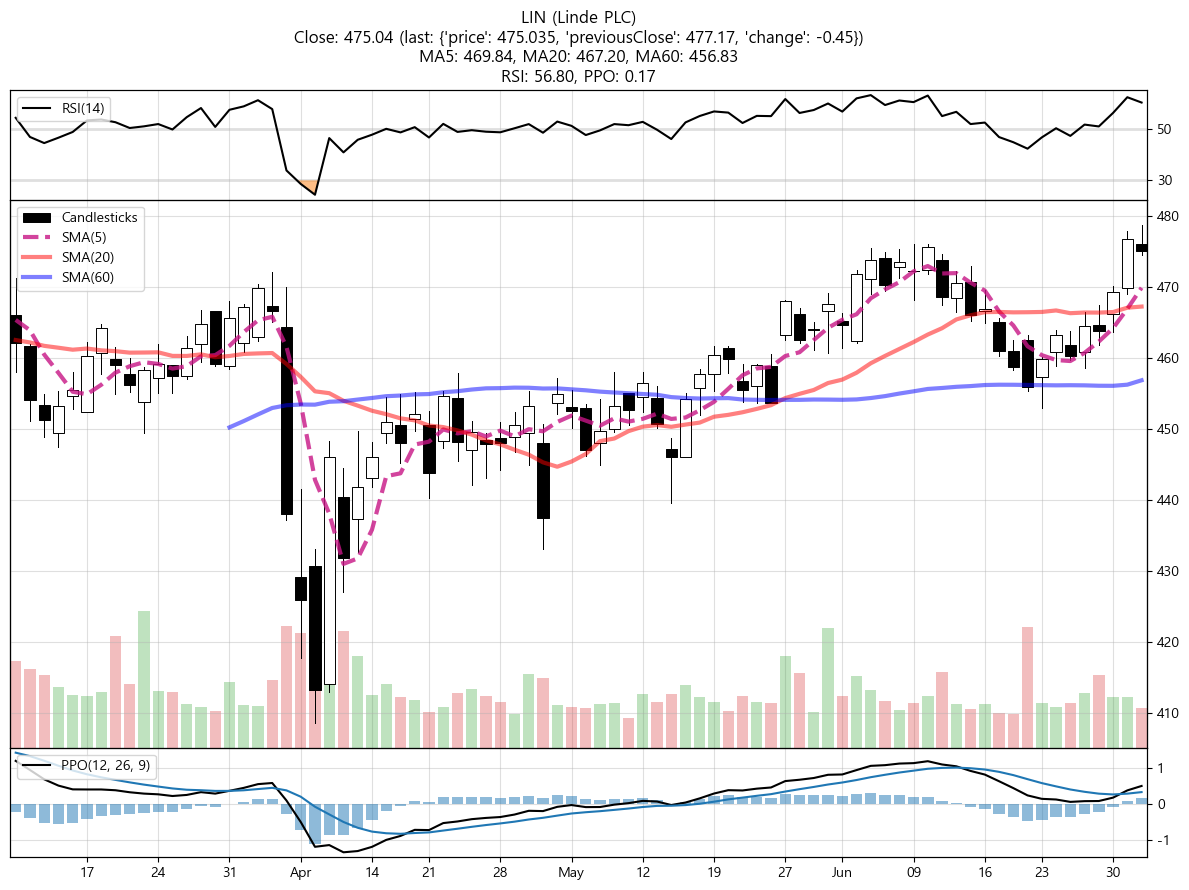 LIN (Linde PLC)
Close: 475.04 (last: {'price': 475.035, 'previousClose': 477.17, 'change': -0.45})
MA5: 469.84, MA20: 467.20, MA60: 456.83
RSI: 56.80, PPO: 0.17
RSI(14)
50
30
Candlesticks
SMA(5)
SMA(20)
SMA(60)
480
470
460
450
440
430
420
410
PPO(12, 26, 9)
1
0
-1
17 24 31 Apr 14 22 28 May 12 19 27 Jun 09 16 23 30